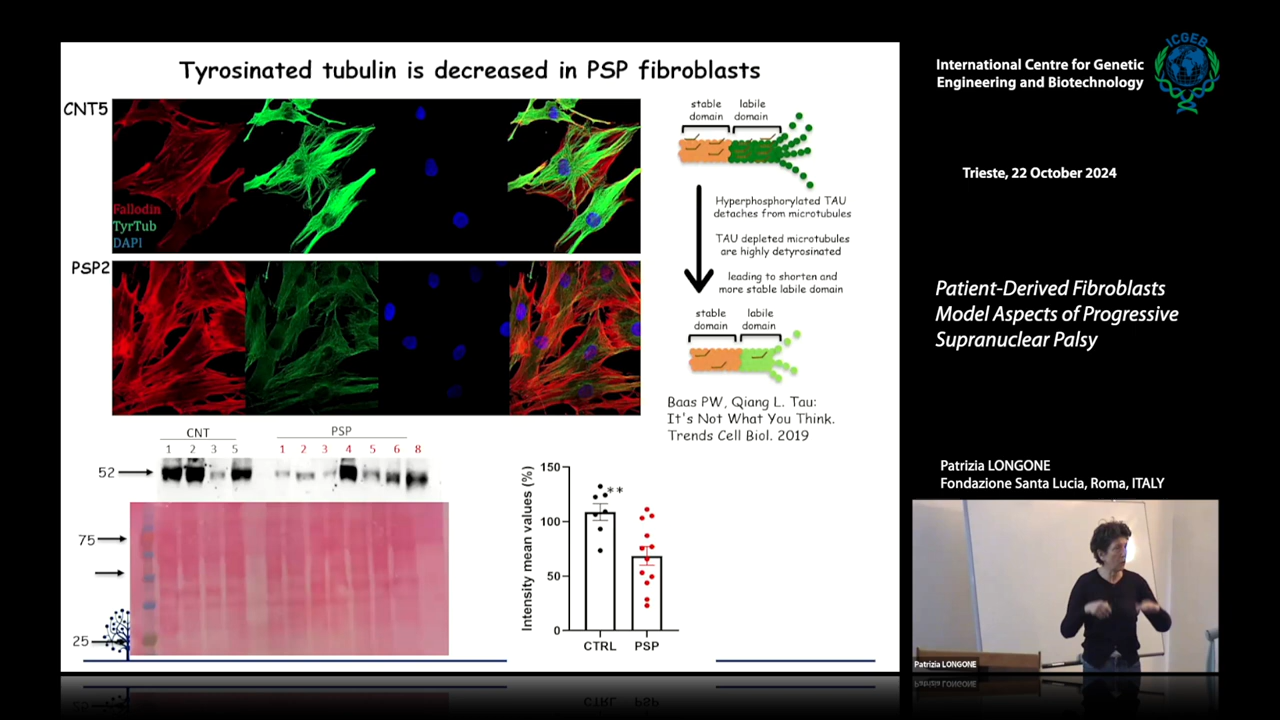 Tyrosinated tubulin is decreased in PSP fibroblasts
CNT5
Fallodin
TyrTub
DAPI
PSP2
stable domain
labile domain
Hyperphosphorylated TAU
detaches from microtubules
TAU depleted microtubules
are highly detyrosinated
leading to shorten and
more stable labile domain
stable domain
labile domain
Baas PW, Qiang L. Tau:
It's Not What You Think.
Trends Cell Biol. 2019
CNT
PSP
1 2 3 5
1 2 3 4 5 6 8
52
75
25
Intensity mean values (%)
150
100
50
0
**
CTRL
PSP
ICGEB
International Centre for Genetic
Engineering and Biotechnology
Trieste, 22 October 2024
Patient-Derived Fibroblasts
Model Aspects of Progressive
Supranuclear Palsy
Patrizia LONGONE
Fondazione Santa Lucia, Roma, ITALY
Patrizia LONGONE